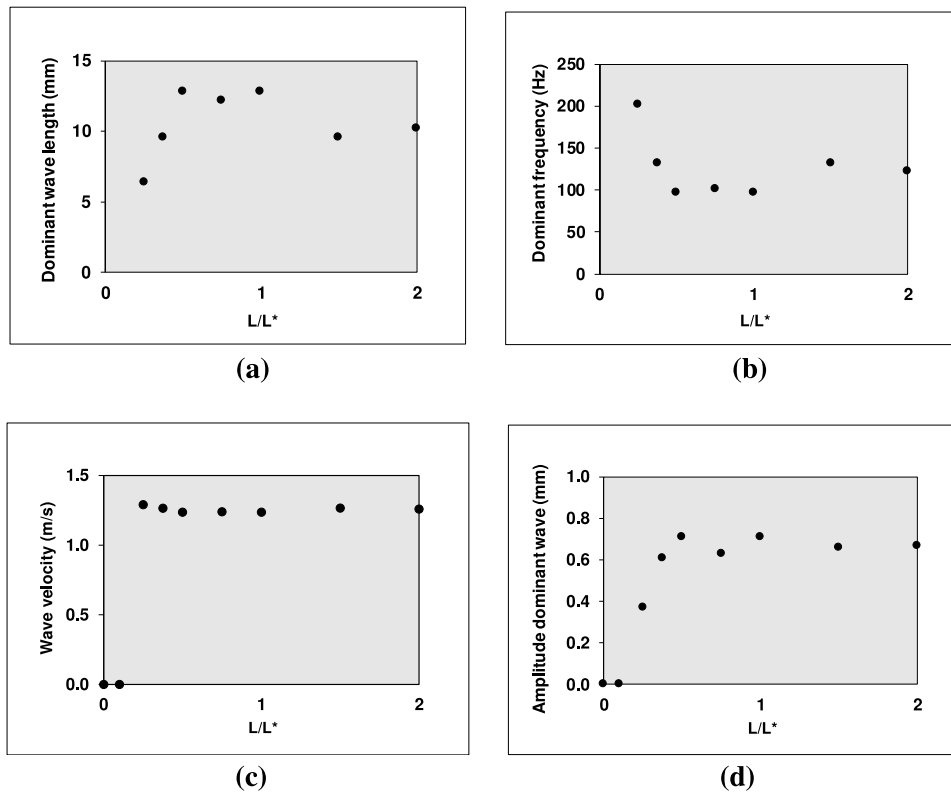 Dominant wave length (mm)
15
10
5
0
0
1
2
L/L*
(a)
Dominant frequency (Hz)
250
200
150
100
50
0
0
1
2
L/L*
(b)
Wave velocity (m/s)
1.5
1.0
0.5
0.0
0
1
2
L/L*
(c)
Amplitude dominant wave (mm)
1.0
0.8
0.6
0.4
0.2
0.0
0
1
2
L/L*
(d)